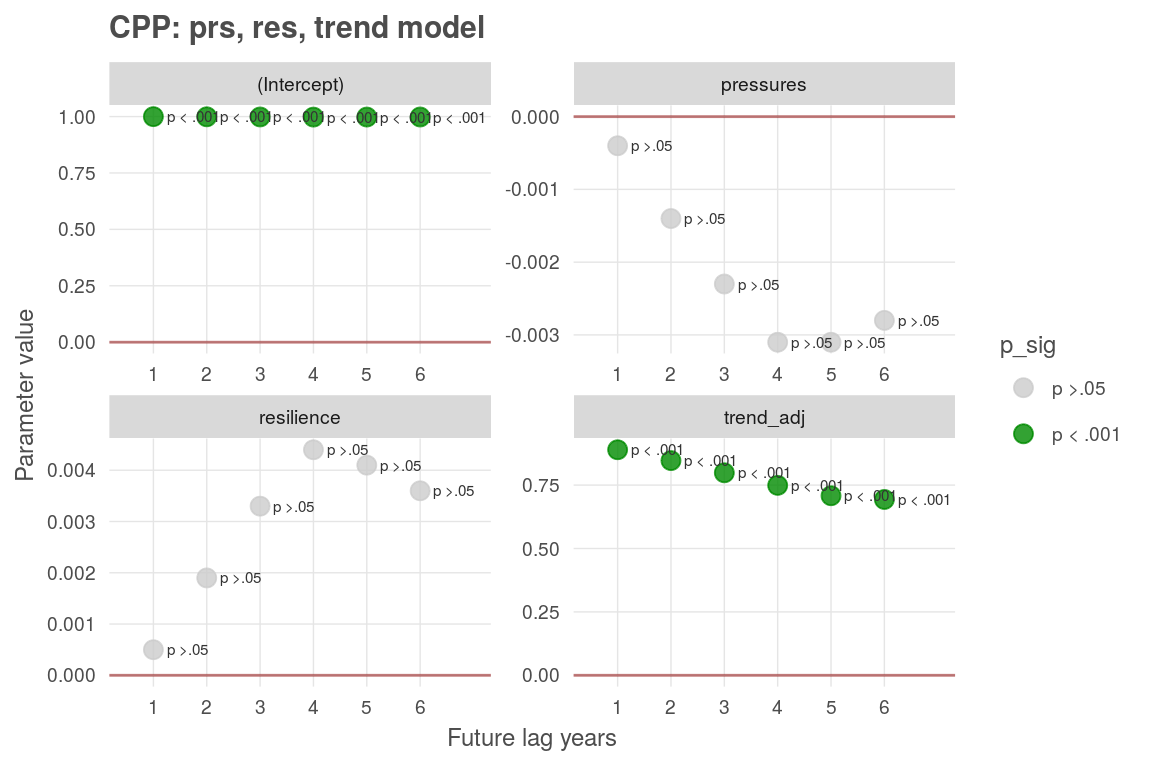 CPP: prs, res, trend model
(Intercept)
pressures
1.00
0.75
0.50
0.25
0.00
p < .001
p < .001
p < .001
p < .001
p < .001
p < .001
1 2 3 4 5 6
0.000
-0.001
-0.002
-0.003
p >.05
p >.05
p >.05
p >.05
p >.05
p >.05
1 2 3 4 5 6
resilience
trend_adj
0.004
0.003
0.002
0.001
0.000
p >.05
p >.05
p >.05
p >.05
p >.05
p >.05
1 2 3 4 5 6
0.75
0.50
0.25
0.00
p < .001
p < .001
p < .001
p < .001
p < .001
p < .001
1 2 3 4 5 6
Parameter value
Future lag years
p_sig
p >.05
p < .001